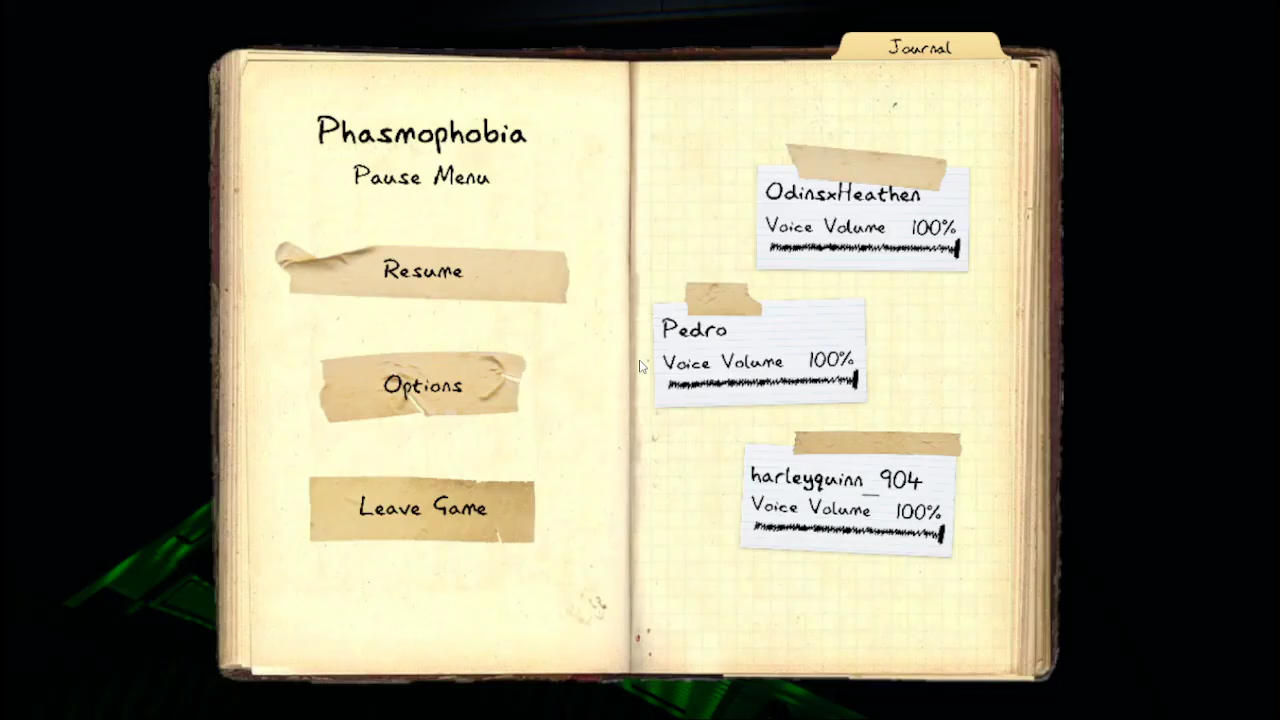 Journal
Phasmophobia
Pause Menu
Resume
Options
Leave Game
OdinsxHeathen
Voice Volume 100%
Pedro
Voice Volume 100%
harleyquinn_904
Voice Volume 100%